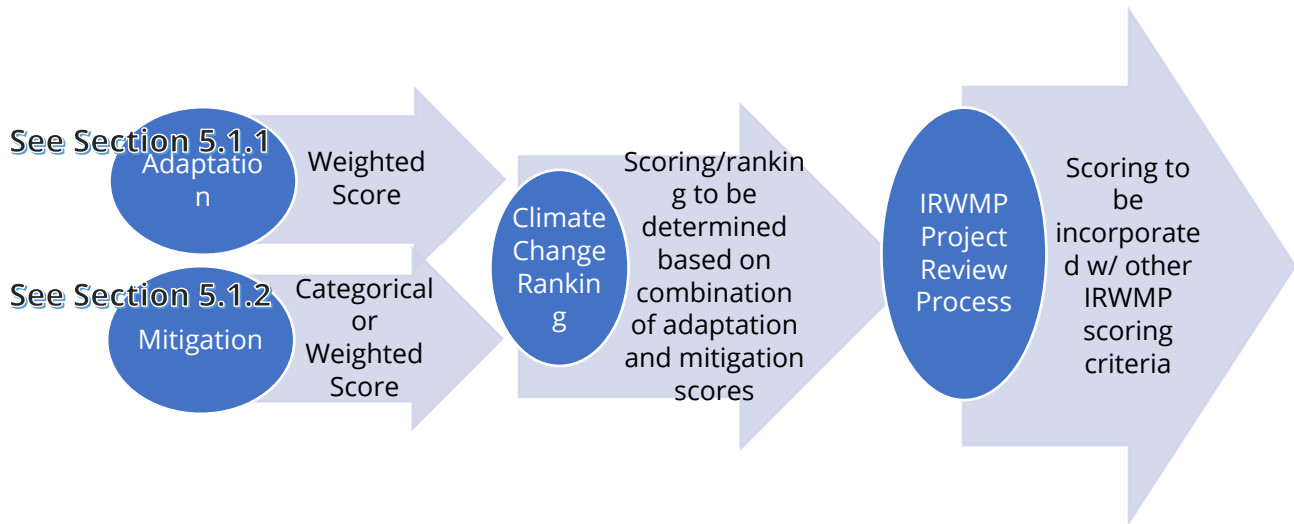 See Section 5.1.1
Adaptatio
n
Weighted
Score
See Section 5.1.2
Mitigation
Categorical
or
Weighted
Score
Climate
Change
Rankin
g
Scoring/rankin
g to be
determined
based on
combination
of adaptation
and mitigation
scores
IRWMP
Project
Review
Process
Scoring to
be
incorporate
d w/ other
IRWMP
scoring
criteria